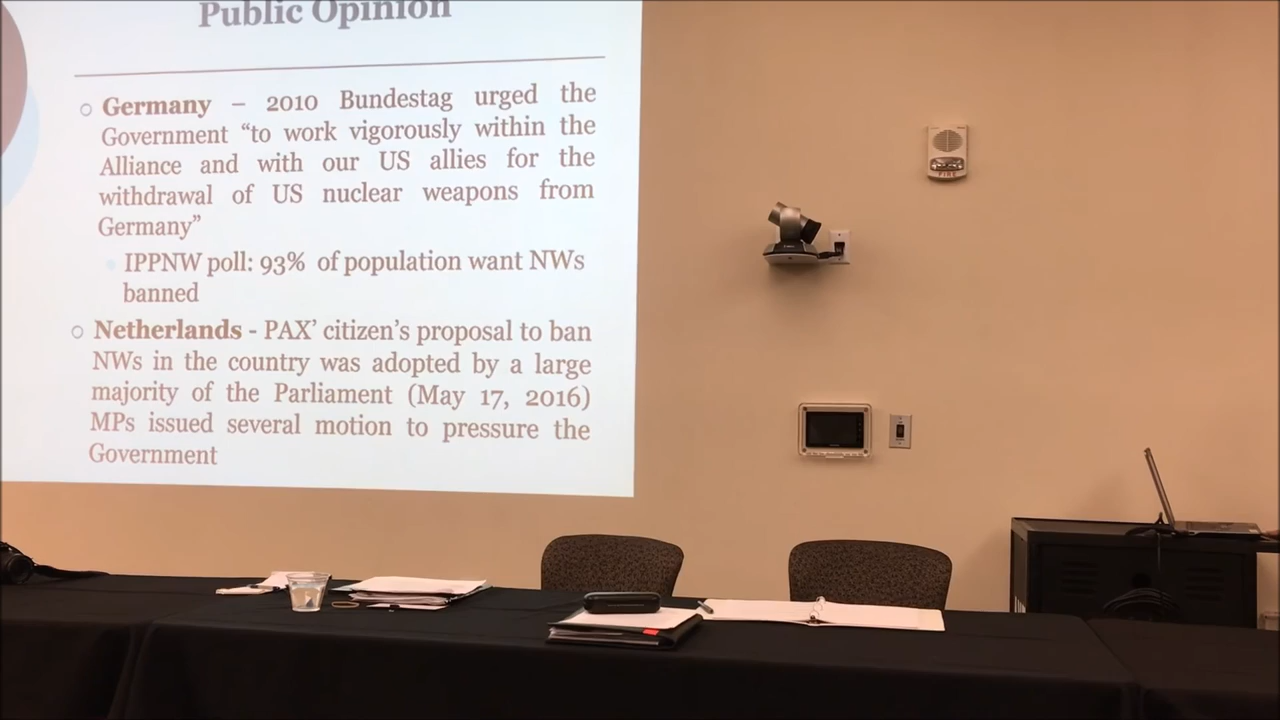 Public Opinion
○ Germany – 2010 Bundestag urged the
Government “to work vigorously within the
Alliance and with our US allies for the
withdrawal of US nuclear weapons from
Germany”
IPPNW poll: 93% of population want NWs
banned
○ Netherlands - PAX’ citizen’s proposal to ban
NWs in the country was adopted by a large
majority of the Parliament (May 17, 2016)
MPs issued several motion to pressure the
Government
FIRE